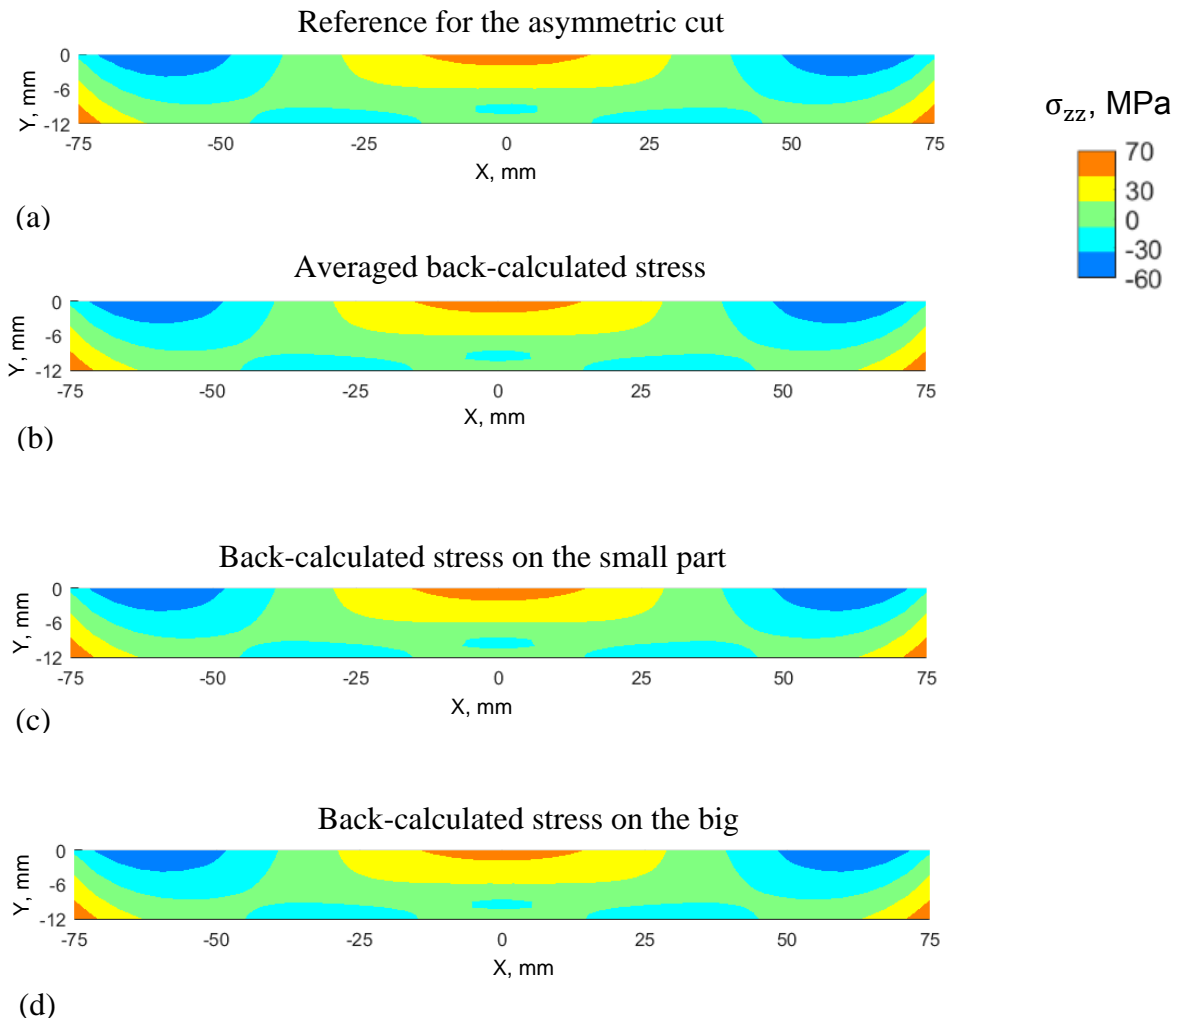 Reference for the asymmetric cut
0
-6
-12
Y, mm
-75 -50 -25 0 25 50 75
X, mm
(a)
σzz, MPa
70
30
0
-30
-60
Averaged back-calculated stress
0
-6
-12
Y, mm
-75 -50 -25 0 25 50 75
X, mm
(b)
Back-calculated stress on the small part
0
-6
-12
Y, mm
-75 -50 -25 0 25 50 75
X, mm
(c)
Back-calculated stress on the big
0
-6
-12
Y, mm
-75 -50 -25 0 25 50 75
X, mm
(d)